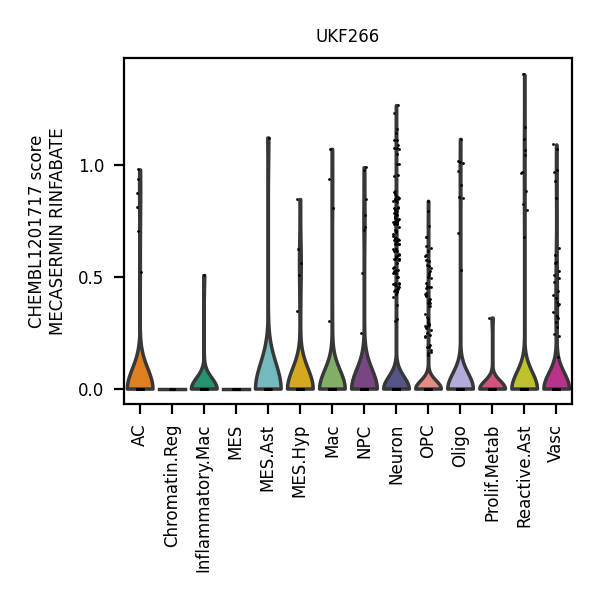 UKF266
CHEMBL1201717 score
MECASERMIN RINFABATE
1.0
0.5
0.0
AC
Chromatin.Reg
Inflammatory.Mac
MES
MES.Ast
MES.Hyp
Mac
NPC
Neuron
OPC
Oligo
Prolif.Metab
Reactive.Ast
Vasc